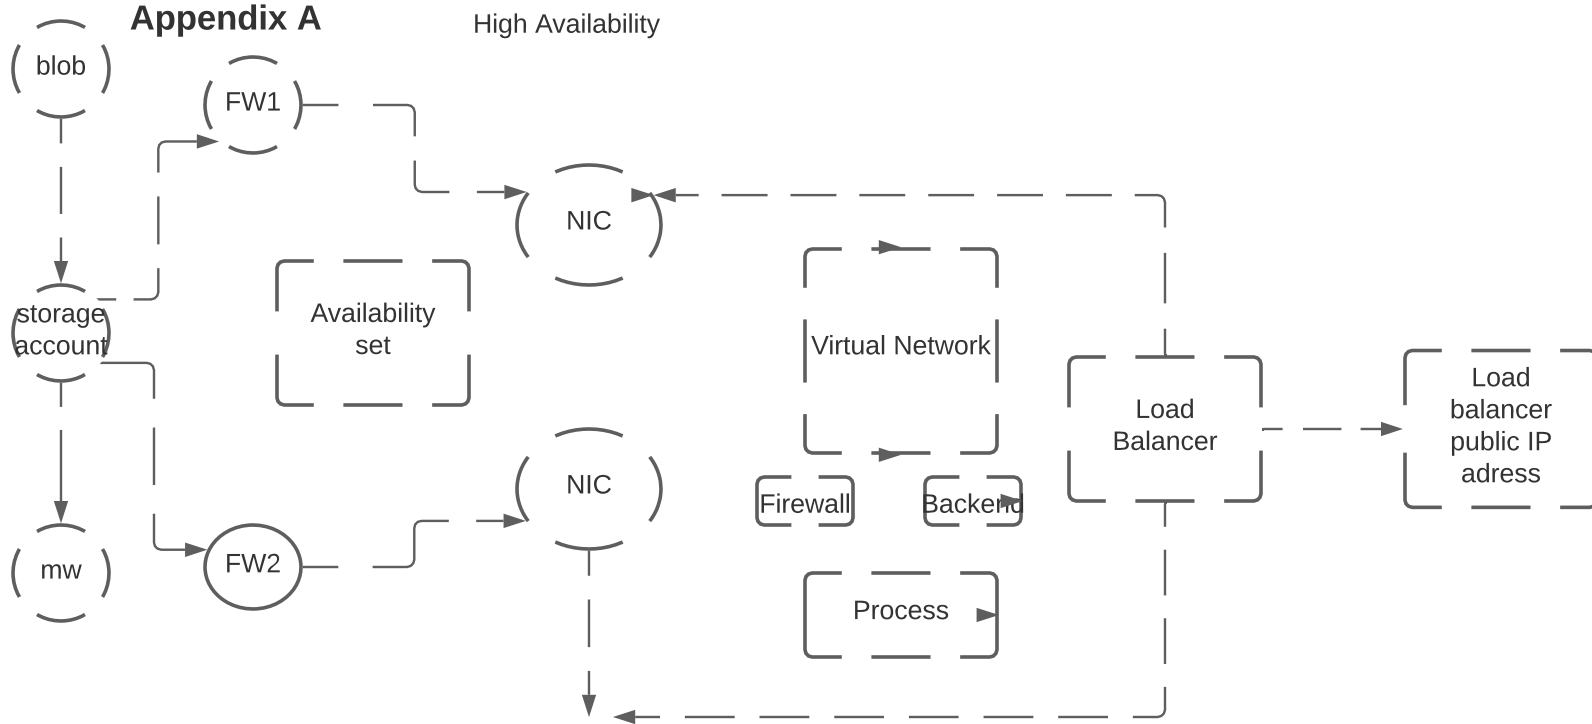 Appendix A
High Availability
blob
FW1
NIC
storage
account
Availability
set
Virtual Network
Load
Balancer
Load
balancer
public IP
adress
NIC
Firewall
Backend
mw
FW2
Process